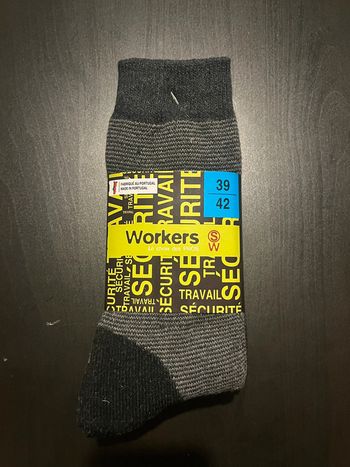 FABRIQUÉ AU PORTUGAL
MADE IN PORTUGAL
39
42
Workers
SW
TRAVAIL
SÉCURITÉ
TRAVAIL
SÉCURITÉ
TRAVAIL
SÉCURITÉ
TRAVAIL
SÉCURITÉ